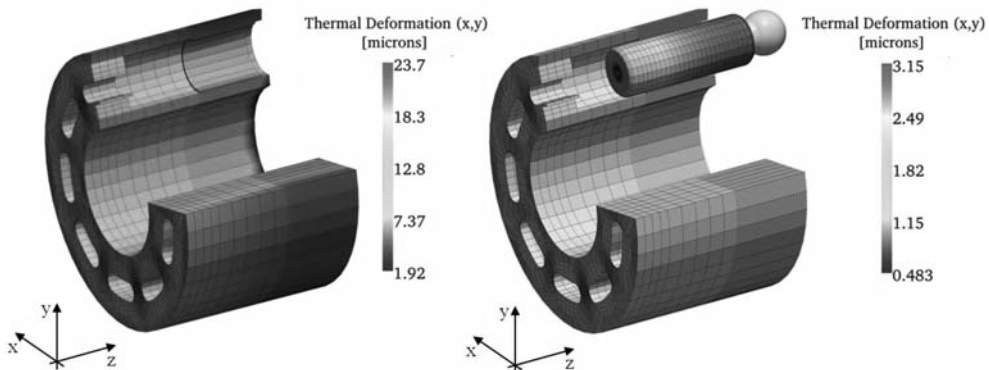 Thermal Deformation (x,y)
[microns]
23.7
18.3
12.8
7.37
1.92
y
x
z
Thermal Deformation (x,y)
[microns]
3.15
2.49
1.82
1.15
0.483
y
x
z